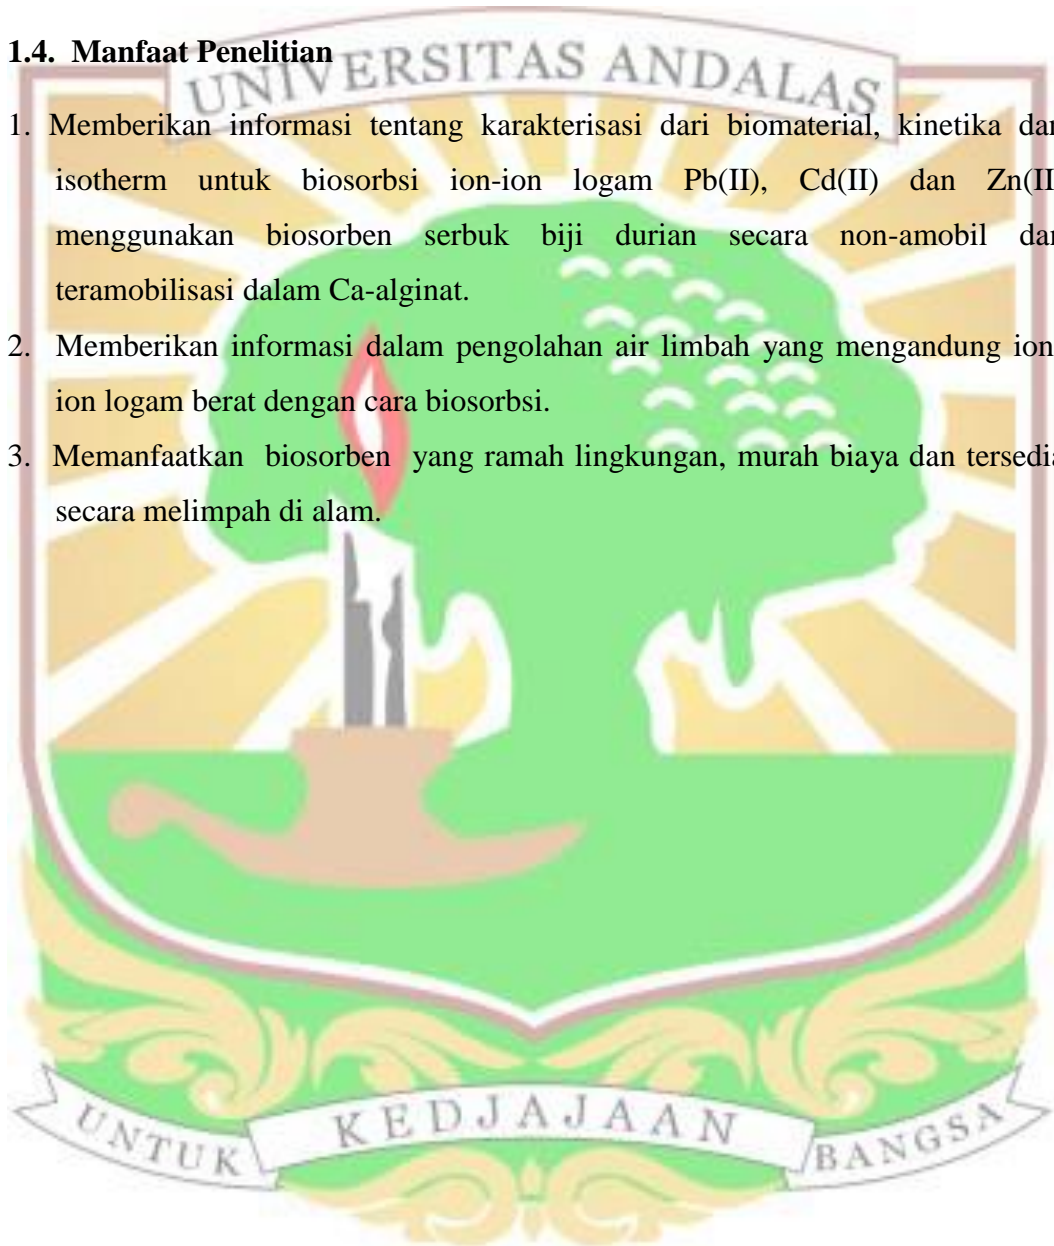 1.4. Manfaat Penelitian
UNIVERSITAS ANDALAS
1. Memberikan informasi tentang karakterisasi dari biomaterial, kinetika dan
isotherm untuk biosorbsi ion-ion logam Pb(II), Cd(II) dan Zn(II
menggunakan biosorben serbuk biji durian secara non-amobil dan
teramobilisasi dalam Ca-alginat.
2. Memberikan informasi dalam pengolahan air limbah yang mengandung ion-
ion logam berat dengan cara biosorbsi.
3. Memanfaatkan biosorben yang ramah lingkungan, murah biaya dan tersedia
secara melimpah di alam.
UNTUK KEDJAJAAN BANGSA